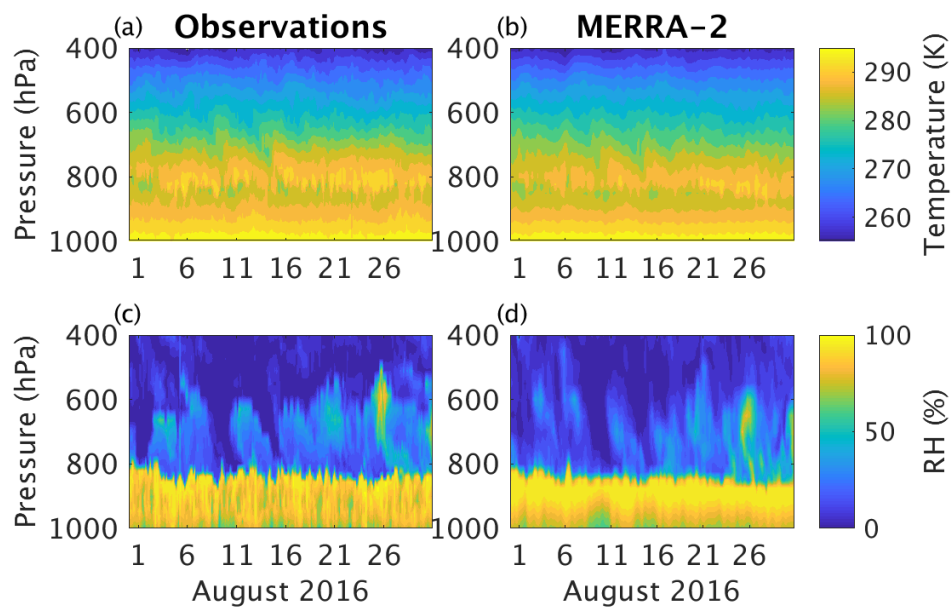 (a) Observations
(b) MERRA-2
400
600
800
1000
Pressure (hPa)
1 6 11 16 21 26
400
600
800
1000
1 6 11 16 21 26
290
280
270
260
Temperature (K)
(c)
(d)
400
600
800
1000
Pressure (hPa)
1 6 11 16 21 26
August 2016
400
600
800
1000
1 6 11 16 21 26
August 2016
100
50
0
RH (%)